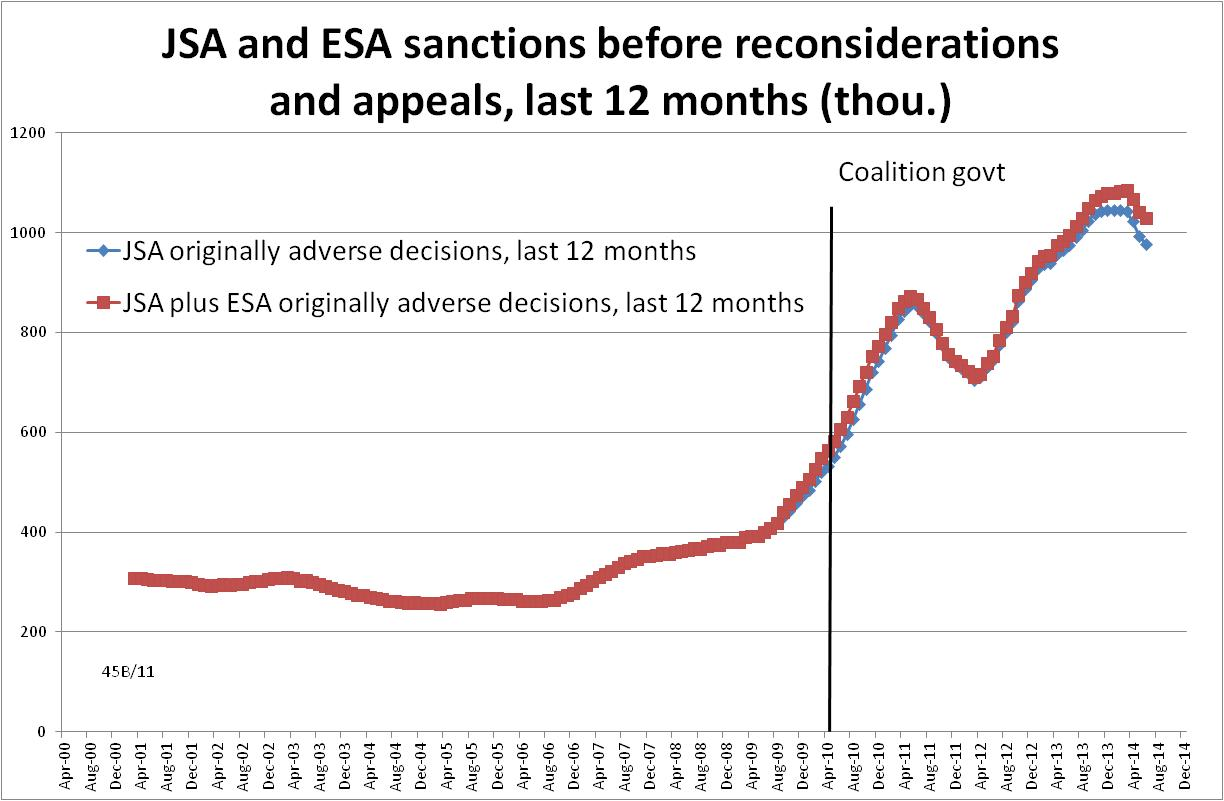 JSA and ESA sanctions before reconsiderations
and appeals, last 12 months (thou.)
1200
1000
800
600
400
200
0
Coalition govt
JSA originally adverse decisions, last 12 months
JSA plus ESA originally adverse decisions, last 12 months
45B/11
Apr-00
Aug-00
Dec-00
Apr-01
Aug-01
Dec-01
Apr-02
Aug-02
Dec-02
Apr-03
Aug-03
Dec-03
Apr-04
Aug-04
Dec-04
Apr-05
Aug-05
Dec-05
Apr-06
Aug-06
Dec-06
Apr-07
Aug-07
Dec-07
Apr-08
Aug-08
Dec-08
Apr-09
Aug-09
Dec-09
Apr-10
Aug-10
Dec-10
Apr-11
Aug-11
Dec-11
Apr-12
Aug-12
Dec-12
Apr-13
Aug-13
Dec-13
Apr-14
Aug-14
Dec-14